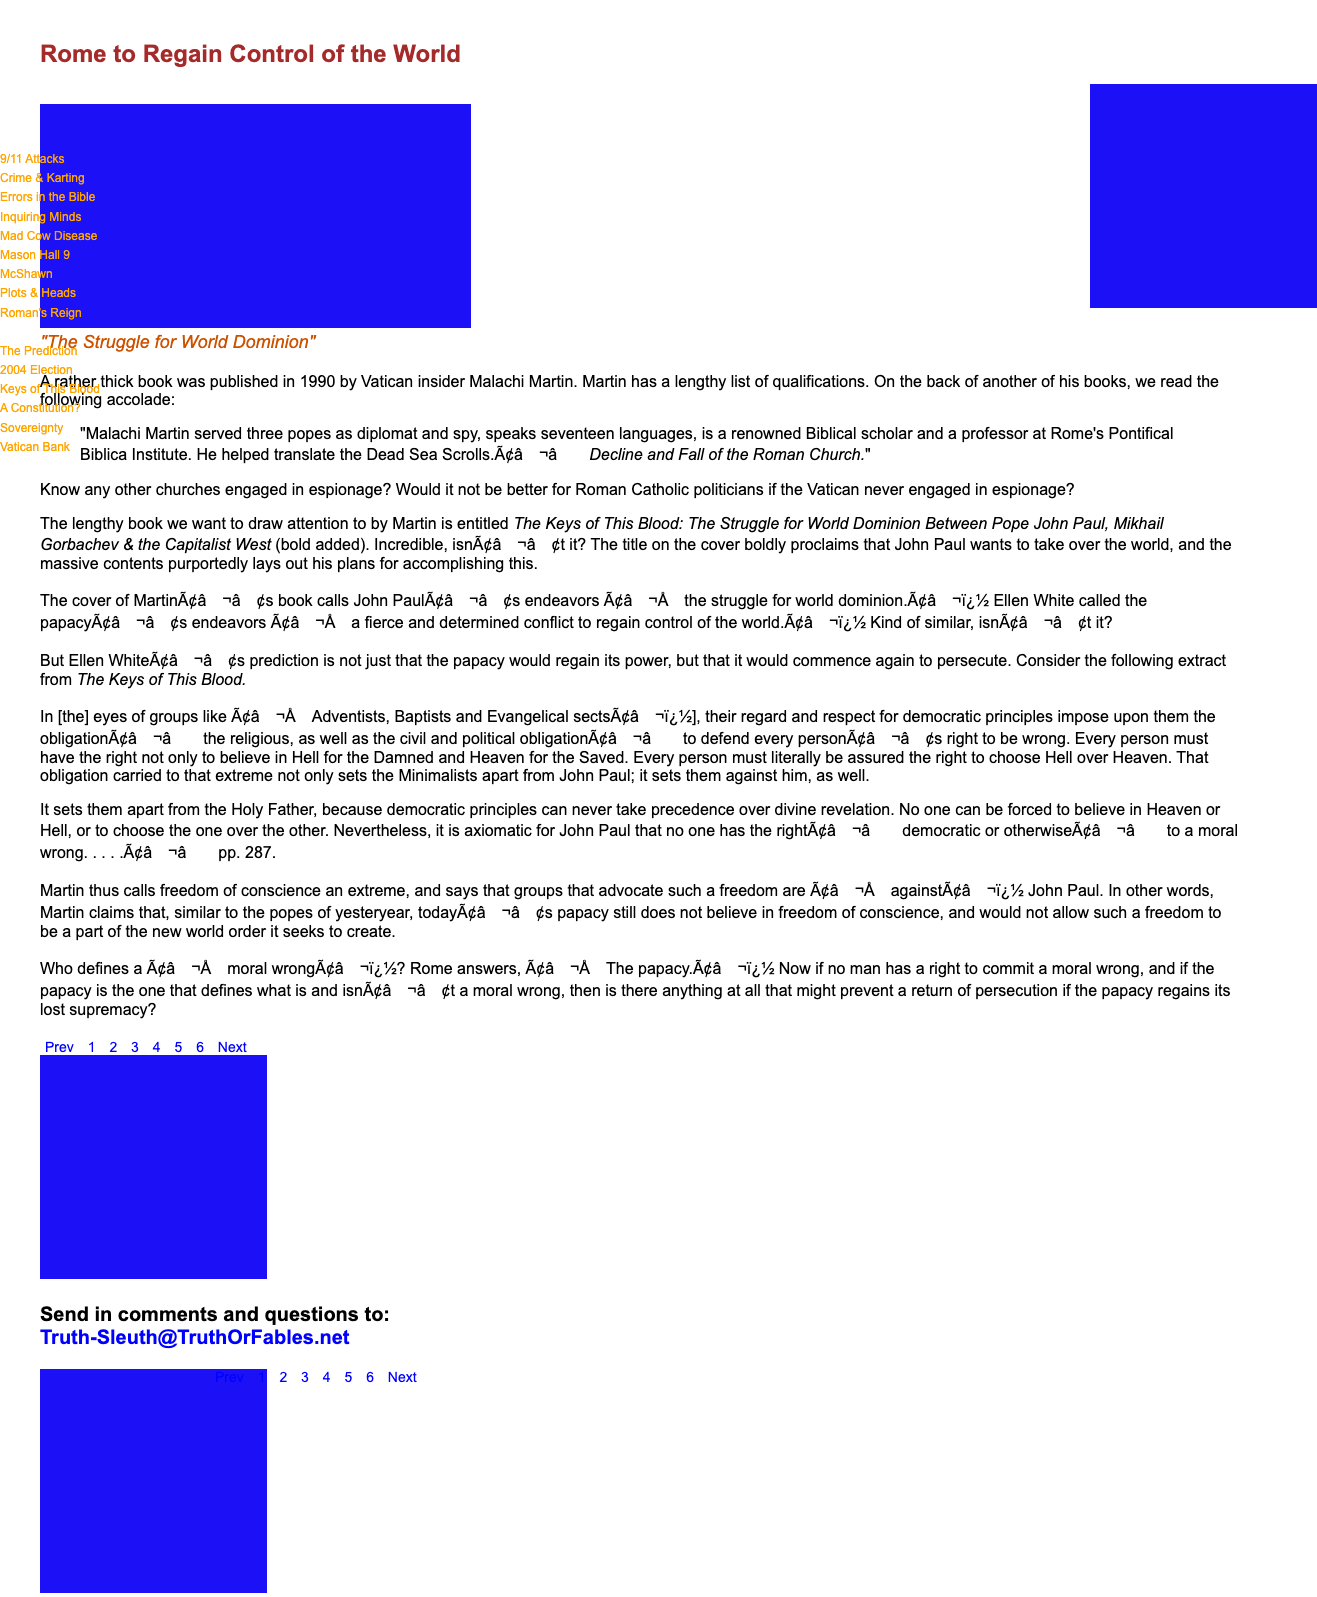 Rome to Regain Control of the World
9/11 Attacks
Crime & Karting
Errors in the Bible
Inquiring Minds
Mad Cow Disease
Mason Hall 9
McShawn
Plots & Heads
Roman's Reign
The Prediction
2004 Election
Keys of This Blood
A Constitution?
Sovereignty
Vatican Bank
"The Struggle for World Dominion"
A rather thick book was published in 1990 by Vatican insider Malachi Martin. Martin has a lengthy list of qualifications. On the back of another of his books, we read the
following accolade:
"Malachi Martin served three popes as diplomat and spy, speaks seventeen languages, is a renowned Biblical scholar and a professor at Rome's Pontifical
Biblica Institute. He helped translate the Dead Sea Scrolls.Ã¢â ¬â Decline and Fall of the Roman Church."
Know any other churches engaged in espionage? Would it not be better for Roman Catholic politicians if the Vatican never engaged in espionage?
The lengthy book we want to draw attention to by Martin is entitled The Keys of This Blood: The Struggle for World Dominion Between Pope John Paul, Mikhail
Gorbachev & the Capitalist West (bold added). Incredible, isnÃ¢â ¬â ¢t it? The title on the cover boldly proclaims that John Paul wants to take over the world, and the
massive contents purportedly lays out his plans for accomplishing this.
The cover of MartinÃ¢â ¬â ¢s book calls John PaulÃ¢â ¬â ¢s endeavors Ã¢â ¬Å the struggle for world dominion.Ã¢â ¬ï¿½ Ellen White called the
papacyÃ¢â ¬â ¢s endeavors Ã¢â ¬Å a fierce and determined conflict to regain control of the world.Ã¢â ¬ï¿½ Kind of similar, isnÃ¢â ¬â ¢t it?
But Ellen WhiteÃ¢â ¬â ¢s prediction is not just that the papacy would regain its power, but that it would commence again to persecute. Consider the following extract
from The Keys of This Blood.
In [the] eyes of groups like Ã¢â ¬Å Adventists, Baptists and Evangelical sectsÃ¢â ¬ï¿½], their regard and respect for democratic principles impose upon them the
obligationÃ¢â ¬â the religious, as well as the civil and political obligationÃ¢â ¬â to defend every personÃ¢â ¬â ¢s right to be wrong. Every person must
have the right not only to believe in Hell for the Damned and Heaven for the Saved. Every person must literally be assured the right to choose Hell over Heaven. That
obligation carried to that extreme not only sets the Minimalists apart from John Paul; it sets them against him, as well.
It sets them apart from the Holy Father, because democratic principles can never take precedence over divine revelation. No one can be forced to believe in Heaven or
Hell, or to choose the one over the other. Nevertheless, it is axiomatic for John Paul that no one has the rightÃ¢â ¬â democratic or otherwiseÃ¢â ¬â to a moral
wrong. . . . .Ã¢â ¬â pp. 287.
Martin thus calls freedom of conscience an extreme, and says that groups that advocate such a freedom are Ã¢â ¬Å againstÃ¢â ¬ï¿½ John Paul. In other words,
Martin claims that, similar to the popes of yesteryear, todayÃ¢â ¬â ¢s papacy still does not believe in freedom of conscience, and would not allow such a freedom to
be a part of the new world order it seeks to create.
Who defines a Ã¢â ¬Å moral wrongÃ¢â ¬ï¿½? Rome answers, Ã¢â ¬Å The papacy.Ã¢â ¬ï¿½ Now if no man has a right to commit a moral wrong, and if the
papacy is the one that defines what is and isnÃ¢â ¬â ¢t a moral wrong, then is there anything at all that might prevent a return of persecution if the papacy regains its
lost supremacy?
Prev 1 2 3 4 5 6 Next
Send in comments and questions to:
Truth-Sleuth@TruthOrFables.net
Prev 1 2 3 4 5 6 Next